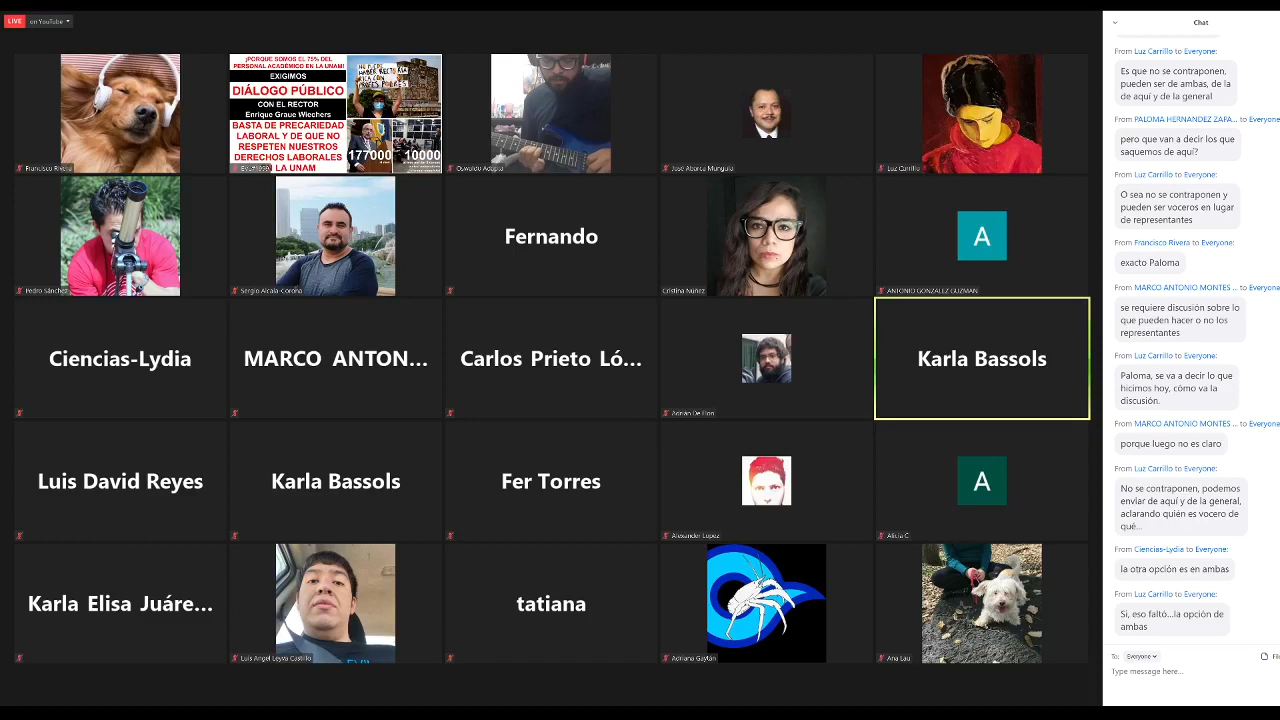 LIVE
on YouTube
¡PORQUE SOMOS EL 75% DEL
PERSONAL ACADÉMICO EN LA UNAM!
EXIGIMOS
DIÁLOGO PÚBLICO
CON EL RECTOR
Enrique Graue Wiechers
BASTA DE PRECARIEDAD
LABORAL Y DE QUE NO
RESPETEN NUESTROS
DERECHOS LABORALES
LA UNAM
177000
10000
Francisco Rivera
José Abarca Munguía
Luz Carrillo
Pedro Sánchez
Sergio Alcalá-Corona
Fernando
Cristina Núñez
A
ANTONIO GONZALEZ GUZMAN
Ciencias-Lydia
MARCO ANTON...
Carlos Prieto Ló...
Karla Bassols
Luis David Reyes
Karla Bassols
Fer Torres
Alexander Lopez
A
Alicia G
Karla Elisa Juáre...
Luis Angel Leyva Castillo
tatiana
Adriana Gaytán
Ana Lau
Chat
From Luz Carrillo to Everyone:
Es que no se contraponen,
pueden ser de ambas, de la
de aquí y de la general
From PALOMA HERNANDEZ ZAPA... to Everyone
pero que van a decir los que
saquemos de aquí?
From Luz Carrillo to Everyone:
O sea no se contraponen y
pueden ser voceros en lugar
de representantes
From Francisco Rivera to Everyone:
exacto Paloma
From MARCO ANTONIO MONTES ... to Everyone
se requiere discusión sobre lo
que pueden hacer o no los
representantes
From Luz Carrillo to Everyone:
Paloma, se va a decir lo que
hicimos hoy, cómo va la
discusión.
From MARCO ANTONIO MONTES ... to Everyone
porque luego no es claro
From Luz Carrillo to Everyone:
No se contraponen, podemos
enviar de aquí y de la general,
aclarando quién es vocero de
qué...
From Ciencias-Lydia to Everyone:
la otra opción es en ambas
From Luz Carrillo to Everyone:
Si, eso faltó...la opción de
ambas
To: Everyone
Type message here...